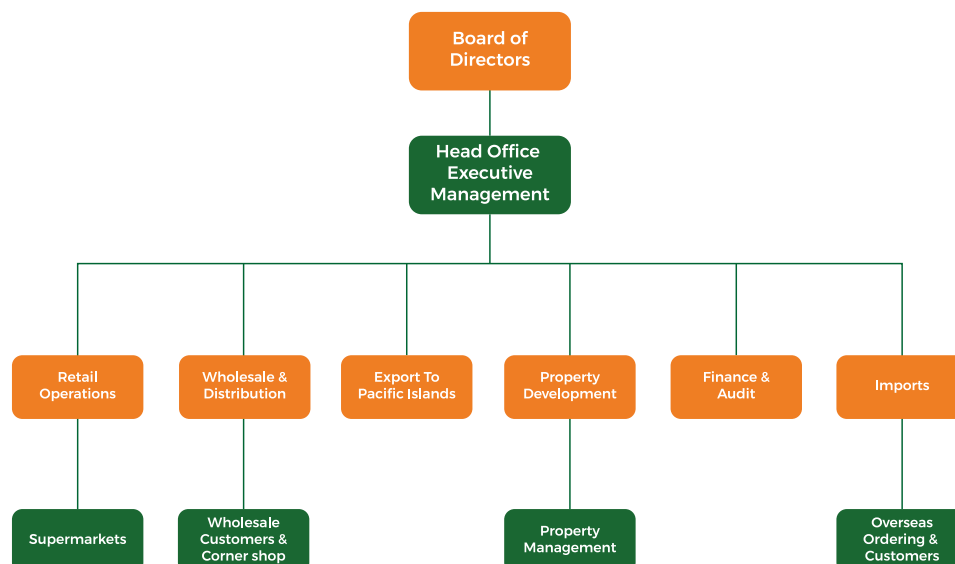 Board of
Directors
Head Office
Executive
Management
Retail
Operations
Wholesale &
Distribution
Export To
Pacific Islands
Property
Development
Finance &
Audit
Imports
Supermarkets
Wholesale
Customers &
Corner shop
Property
Management
Overseas
Ordering &
Customers